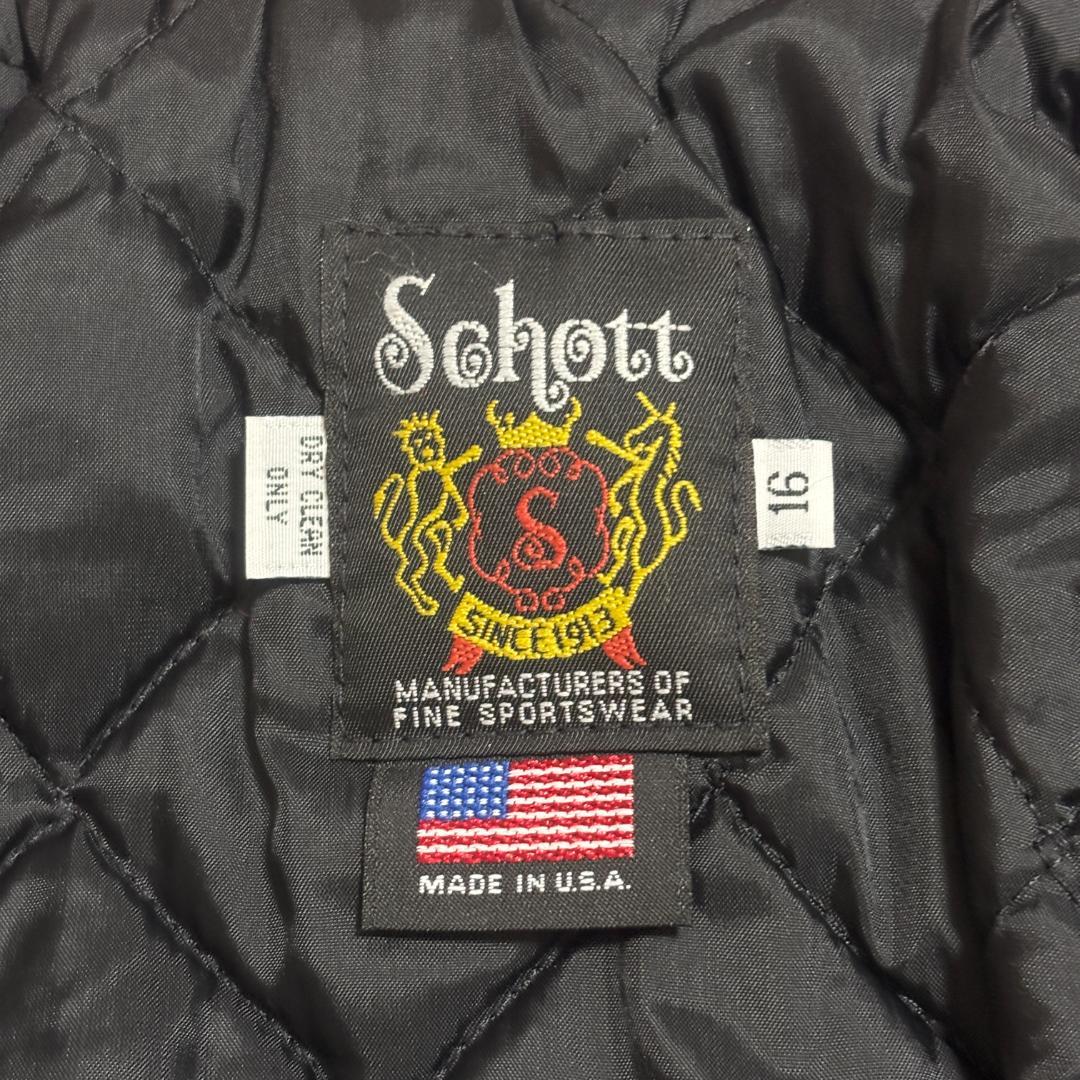 Schott
DRY CLEAN
ONLY
16
S
SINCE 1913
MANUFACTURERS OF
FINE SPORTSWEAR
MADE IN U.S.A.